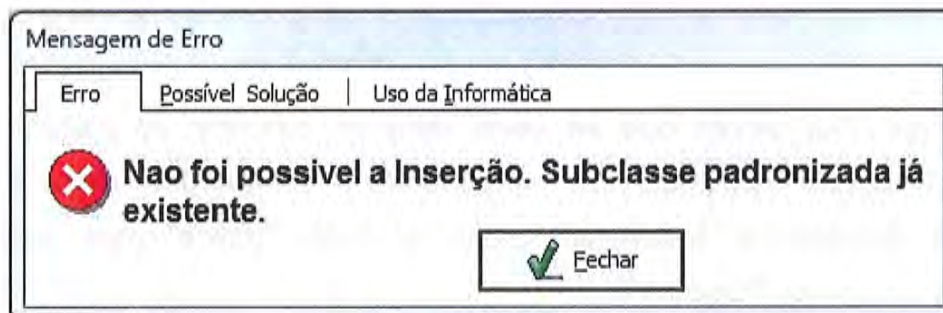 Mensagem de Erro
Erro
Possível Solução
Uso da Informática
Nao foi possivel a Inserção. Subclasse padronizada já
existente.
Fechar